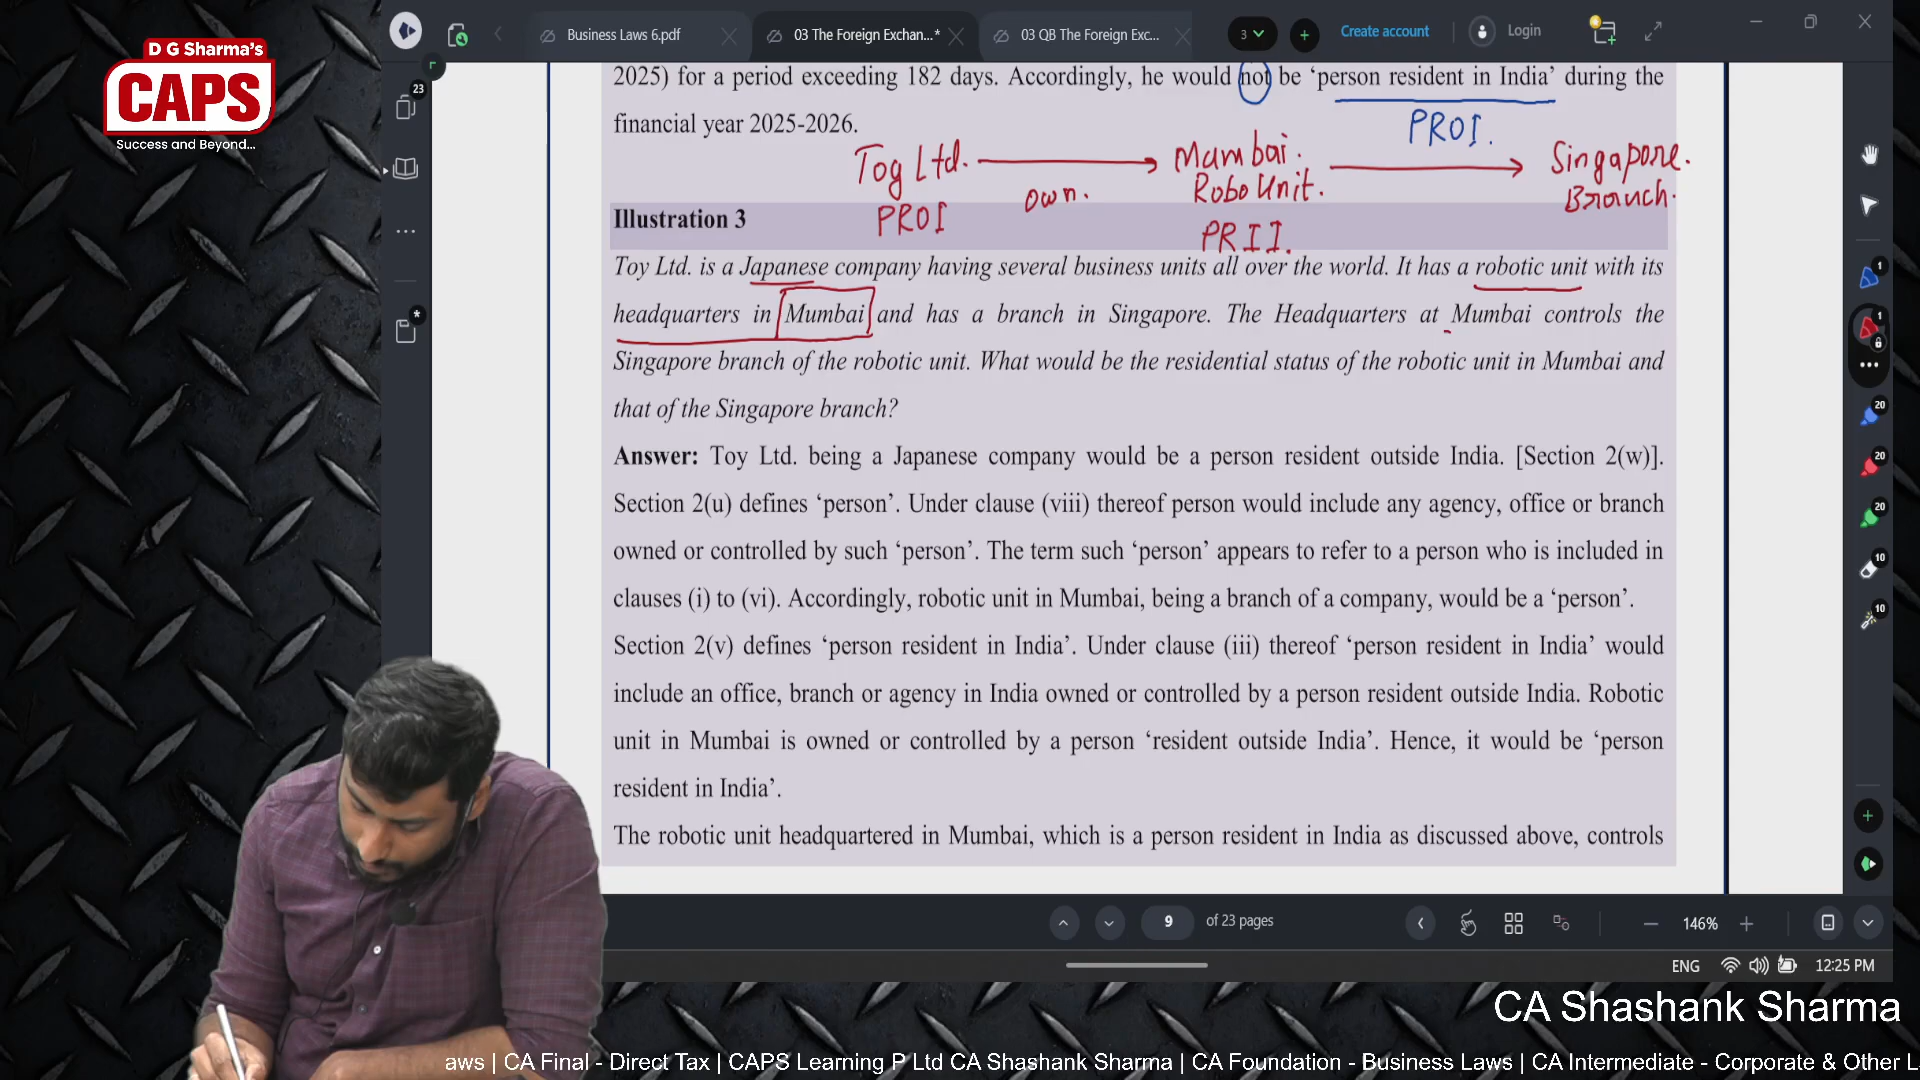 D G Sharma's
CAPS
Success and Beyond...
Business Laws 6.pdf
03 The Foreign Exchan...*
03 QB The Foreign Exc...
3
Create account
Login
23
2025) for a period exceeding 182 days. Accordingly, he would not be ‘person resident in India’ during the
financial year 2025-2026.
PROI.
Toy Ltd.
own.
Mumbai.
Robo Unit.
Singapore.
Branch.
PROI
PRII.
Illustration 3
Toy Ltd. is a Japanese company having several business units all over the world. It has a robotic unit with its
headquarters in Mumbai and has a branch in Singapore. The Headquarters at Mumbai controls the
Singapore branch of the robotic unit. What would be the residential status of the robotic unit in Mumbai and
that of the Singapore branch?
Answer: Toy Ltd. being a Japanese company would be a person resident outside India. [Section 2(w)].
Section 2(u) defines ‘person’. Under clause (viii) thereof person would include any agency, office or branch
owned or controlled by such ‘person’. The term such ‘person’ appears to refer to a person who is included in
clauses (i) to (vi). Accordingly, robotic unit in Mumbai, being a branch of a company, would be a ‘person’.
Section 2(v) defines ‘person resident in India’. Under clause (iii) thereof ‘person resident in India’ would
include an office, branch or agency in India owned or controlled by a person resident outside India. Robotic
unit in Mumbai is owned or controlled by a person ‘resident outside India’. Hence, it would be ‘person
resident in India’.
The robotic unit headquartered in Mumbai, which is a person resident in India as discussed above, controls
1
1
20
20
20
10
10
9
of 23 pages
146%
ENG
12:25 PM
CA Shashank Sharma
aws | CA Final - Direct Tax | CAPS Learning P Ltd CA Shashank Sharma | CA Foundation - Business Laws | CA Intermediate - Corporate & Other L